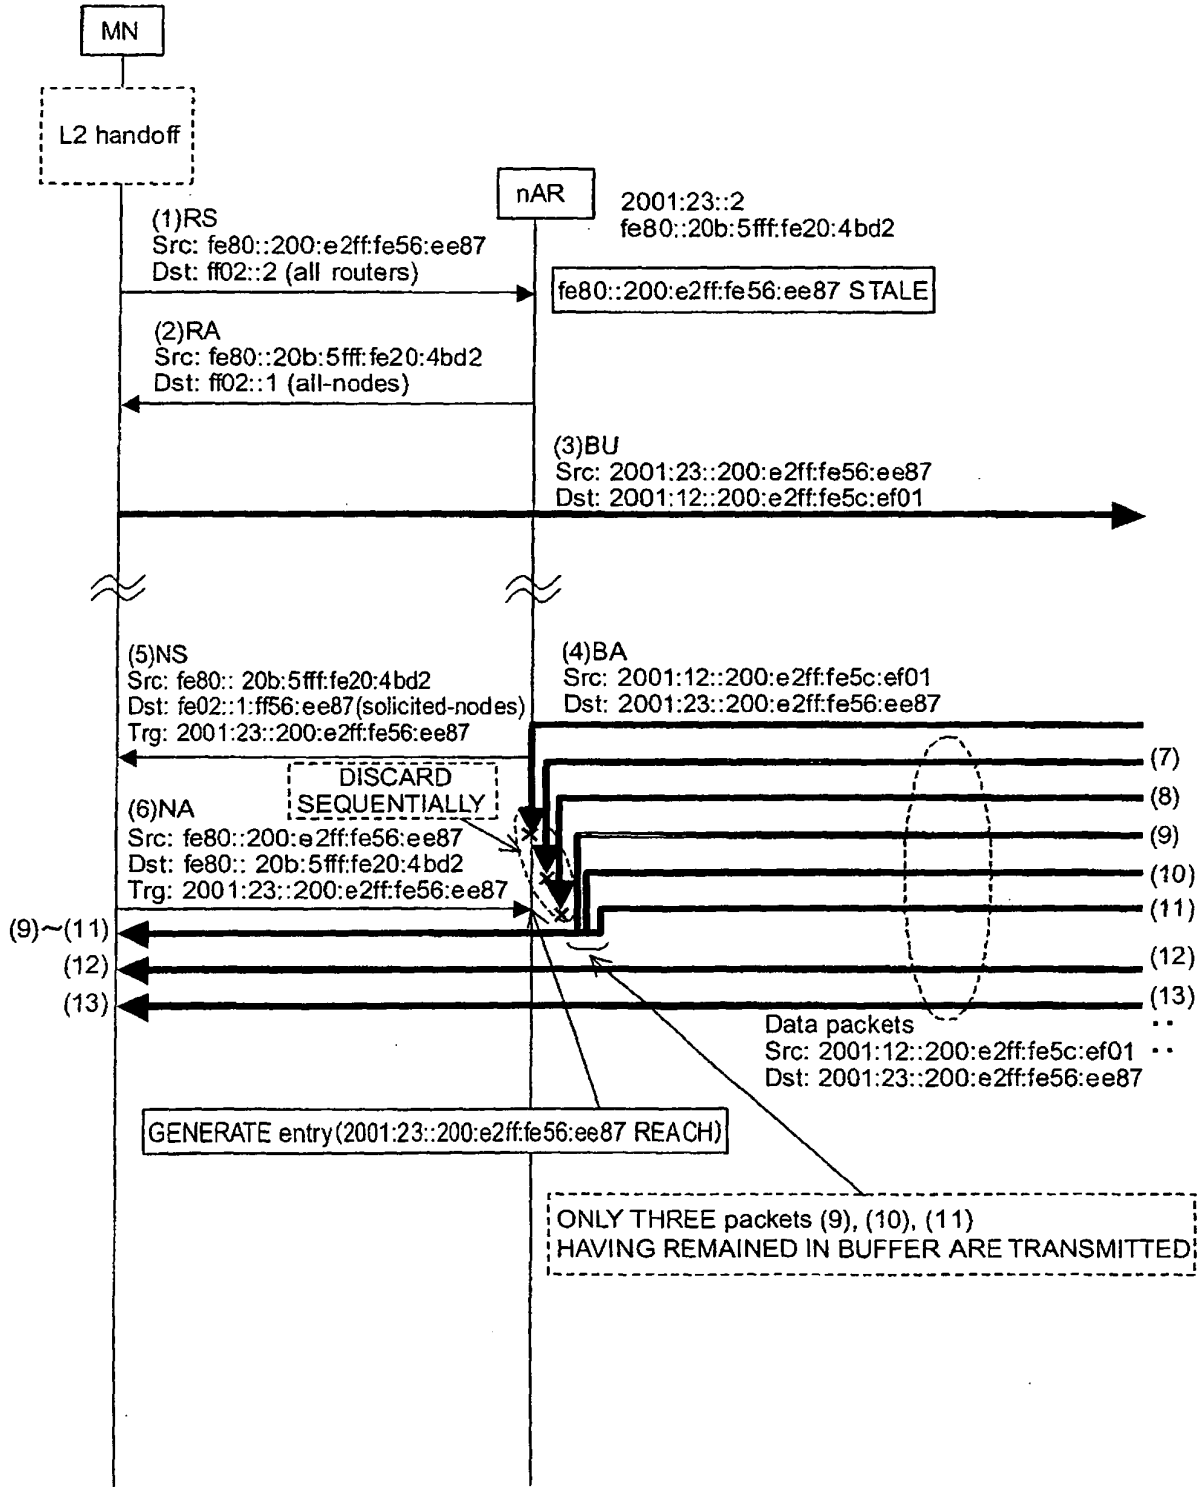 MN
L2 handoff
nAR
2001:23::2
fe80::20b:5fff:fe20:4bd2
(1)RS
Src: fe80::200:e2ff:fe56:ee87
Dst: ff02::2 (all routers)
fe80::200:e2ff:fe56:ee87 STALE
(2)RA
Src: fe80::20b:5fff:fe20:4bd2
Dst: ff02::1 (all-nodes)
(3)BU
Src: 2001:23::200:e2ff:fe56:ee87
Dst: 2001:12::200:e2ff:fe5c:ef01
(5)NS
Src: fe80:: 20b:5fff:fe20:4bd2
Dst: fe02::1:ff56:ee87(solicited-nodes)
Trg: 2001:23::200:e2ff:fe56:ee87
(4)BA
Src: 2001:12::200:e2ff:fe5c:ef01
Dst: 2001:23::200:e2ff:fe56:ee87
(7)
DISCARD
SEQUENTIALLY
(8)
(6)NA
Src: fe80::200:e2ff:fe56:ee87
Dst: fe80:: 20b:5fff:fe20:4bd2
Trg: 2001:23::200:e2ff:fe56:ee87
(9)
(10)
(11)
(9)~(11)
(12)
(12)
(13)
(13)
Data packets
Src: 2001:12::200:e2ff:fe5c:ef01
Dst: 2001:23::200:e2ff:fe56:ee87
GENERATE entry(2001:23::200:e2ff:fe56:ee87 REACH)
ONLY THREE packets (9), (10), (11)
HAVING REMAINED IN BUFFER ARE TRANSMITTED